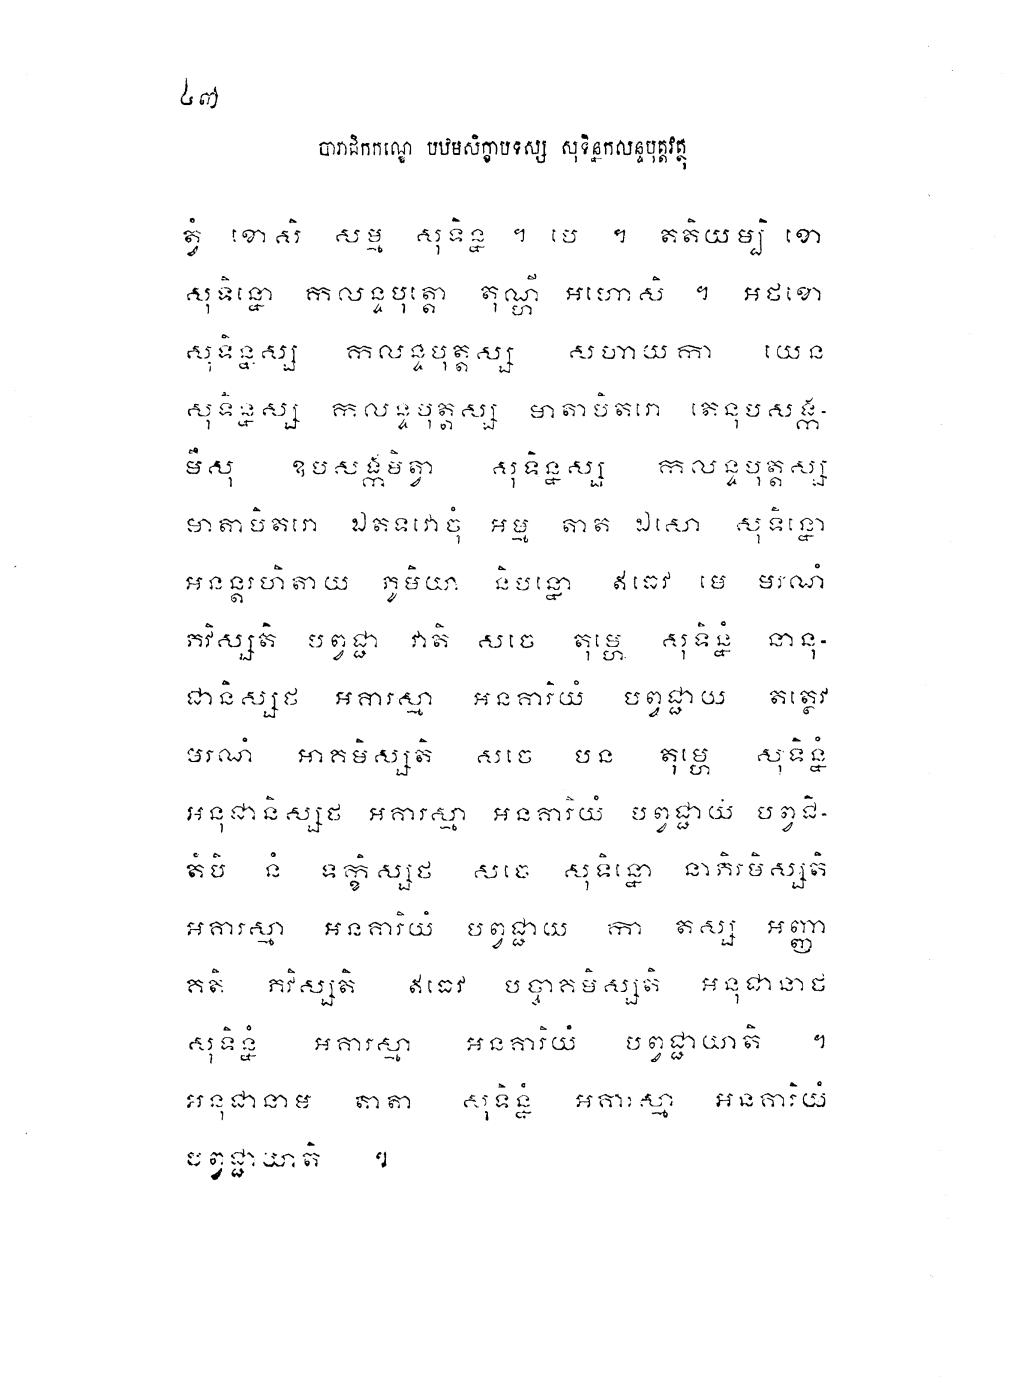 ៤៧
បារាជិកកណ្ឌេ បឋមសិក្ខាបទស្ស សុទិន្នកលន្ទបុត្តវត្ថុ
ត្វំ ខោសិ សម្ម សុទិន្ន ។ បេ ។ តតិយម្បិ ខោ
សុទិន្នោ កលន្ទបុត្តោ តុណ្ហី អហោសិ ។ អថខោ
សុទិន្នស្ស កលន្ទបុត្តស្ស សហាយកា យេន
សុទិន្នស្ស កលន្ទបុត្តស្ស មាតាបិតរោ តេនុបសង្ក-
មឹសុ ឧបសង្កមិត្វា សុទិន្នស្ស កលន្ទបុត្តស្ស
មាតាបិតរោ ឯតទវោចុំ អម្ម តាត ឯសោ សុទិន្នោ
អនន្តរហិតាយ ភូមិយា និបន្នោ ឥធេវ មេ មរណំ
ភវិស្សតិ បព្វជ្ជា វាតិ សចេ តុម្ហេ សុទិន្នំ នានុ-
ជានិស្សថ អគារស្មា អនគារិយំ បព្វជ្ជាយ តត្ថេវ
មរណំ អាគមិស្សតិ សចេ បន តុម្ហេ សុទិន្នំ
អនុជានិស្សថ អគារស្មា អនគារិយំ បព្វជ្ជាយ បព្វជិ-
តំបិ នំ ទក្ខិស្សថ សចេ សុទិន្នោ នាភិរមិស្សតិ
អគារស្មា អនគារិយំ បព្វជ្ជាយ កា តស្ស អញ្ញា
គតិ ភវិស្សតិ ឥធេវ បច្ចាគមិស្សតិ អនុជានាថ
សុទិន្នំ អគារស្មា អនគារិយំ បព្វជ្ជាយាតិ ។
អនុជានាម តាតា សុទិន្នំ អគារស្មា អនគារិយំ
បព្វជ្ជាយាតិ ។